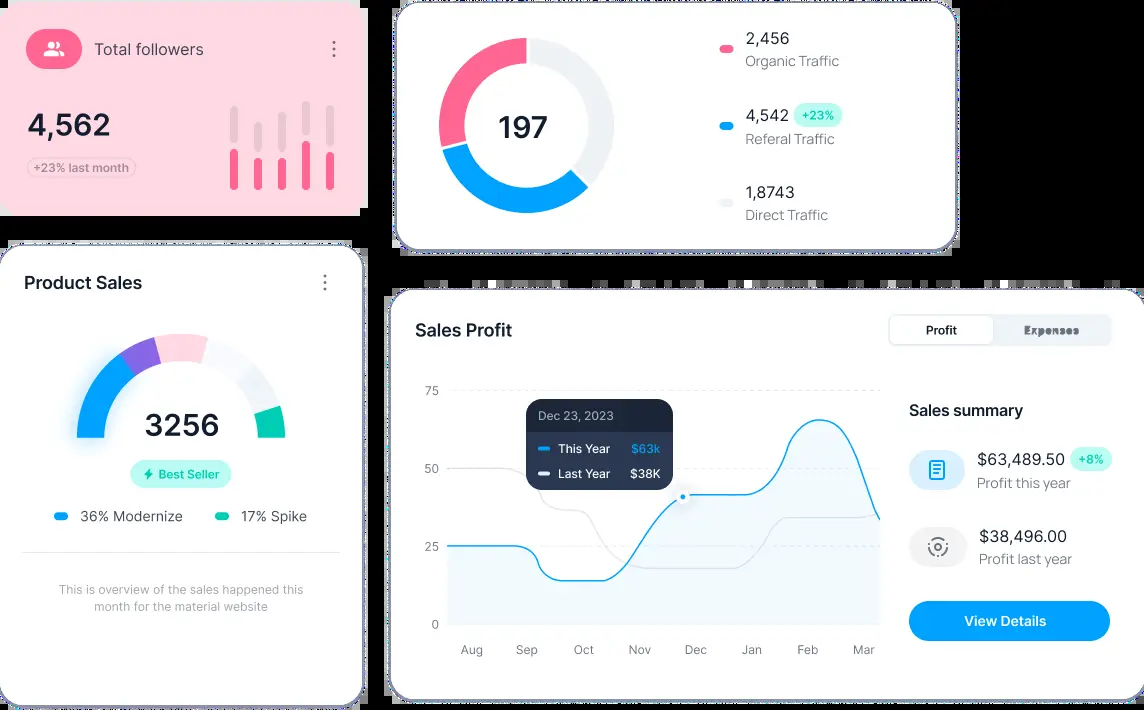 Total followers
4,562
+23% last month
197
2,456
Organic Traffic
4,542 +23%
Referal Traffic
1,8743
Direct Traffic
Product Sales
3256
Best Seller
36% Modernize 17% Spike
This is overview of the sales happened this
month for the material website
Sales Profit
Profit Expenses
75
50
25
0
Aug Sep Oct Nov Dec Jan Feb Mar
Dec 23, 2023
This Year $63k
Last Year $38K
Sales summary
$63,489.50 +8%
Profit this year
$38,496.00
Profit last year
View Details